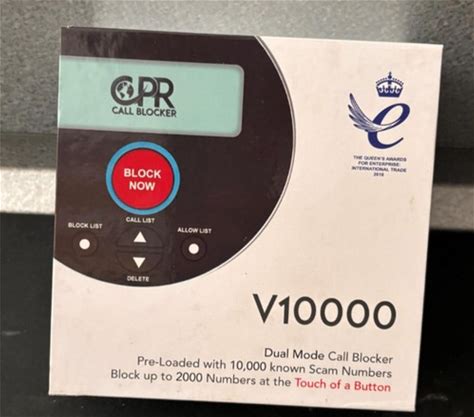 CPR
CALL BLOCKER
BLOCK
NOW
CALL LIST
BLOCK LIST
ALLOW LIST
DELETE
e
THE QUEEN'S AWARDS
FOR ENTERPRISE:
INTERNATIONAL TRADE
2018
V10000
Dual Mode Call Blocker
Pre-Loaded with 10,000 known Scam Numbers
Block up to 2000 Numbers at the Touch of a Button